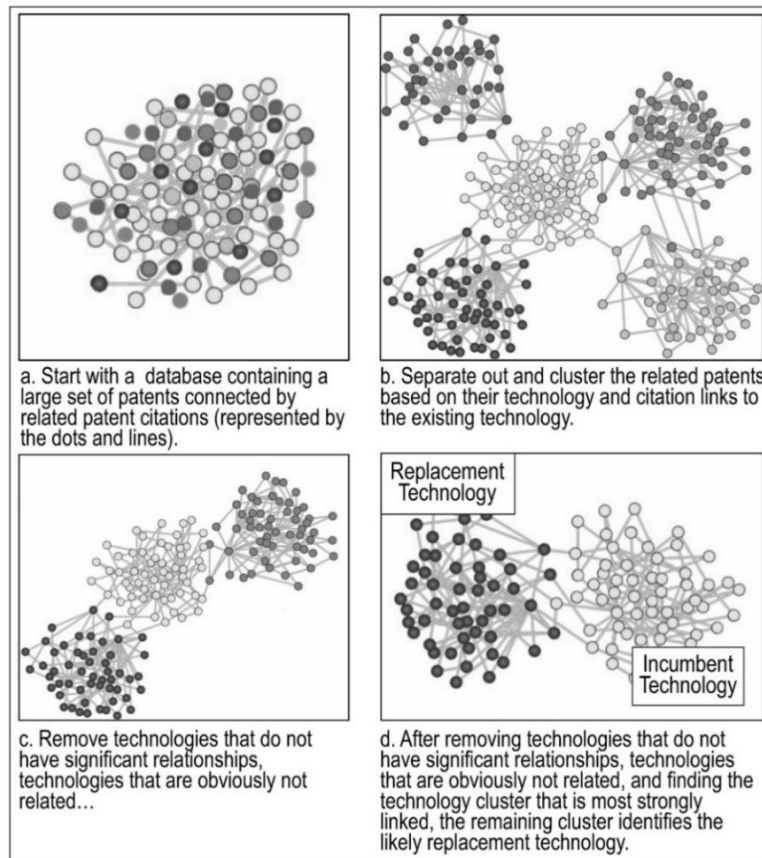 a. Start with a database containing a
large set of patents connected by
related patent citations (represented by
the dots and lines).
b. Separate out and cluster the related patents
based on their technology and citation links to
the existing technology.
c. Remove technologies that do not
have significant relationships,
technologies that are obviously not
related…
Replacement
Technology
Incumbent
Technology
d. After removing technologies that do not
have significant relationships, technologies
that are obviously not related, and finding the
technology cluster that is most strongly
linked, the remaining cluster identifies the
likely replacement technology.